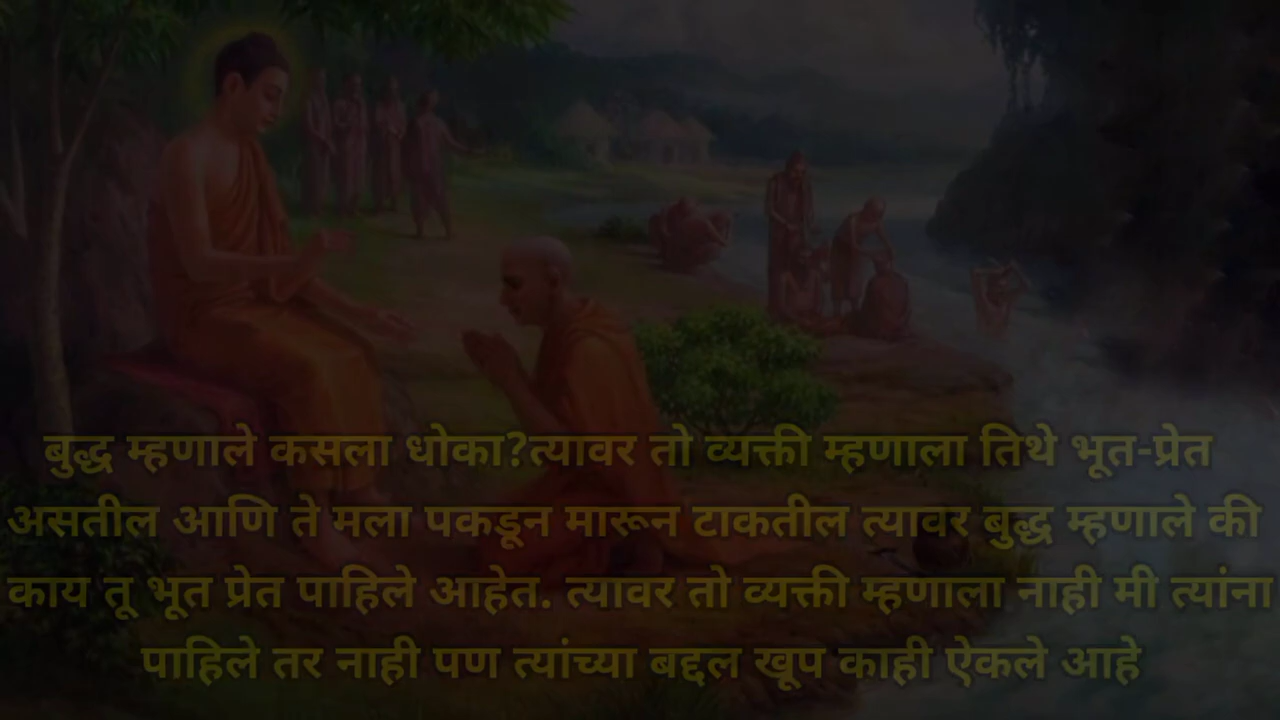 बुद्ध म्हणाले कसला धोका?त्यावर तो व्यक्ती म्हणाला तिथे भूत-प्रेत
असतील आणि ते मला पकडून मारून टाकतील त्यावर बुद्ध म्हणाले की
काय तू भूत प्रेत पाहिले आहेत. त्यावर तो व्यक्ती म्हणाला नाही मी त्यांना
पाहिले तर नाही पण त्यांच्या बद्दल खूप काही ऐकले आहे